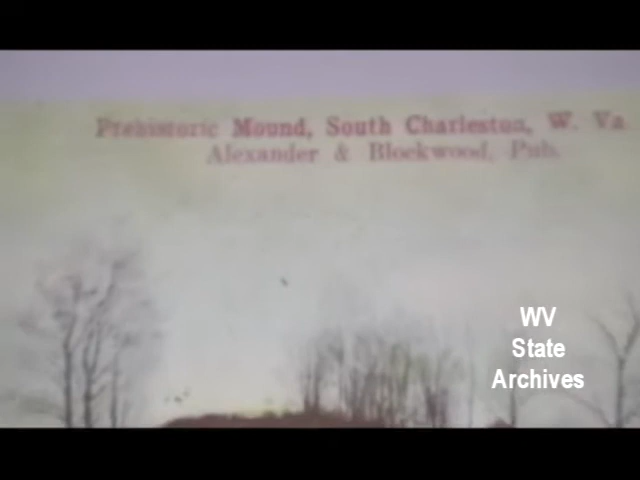 Prehistoric Mound, South Charleston, W. Va
Alexander & Blockwood, Pub.
WV
State
Archives